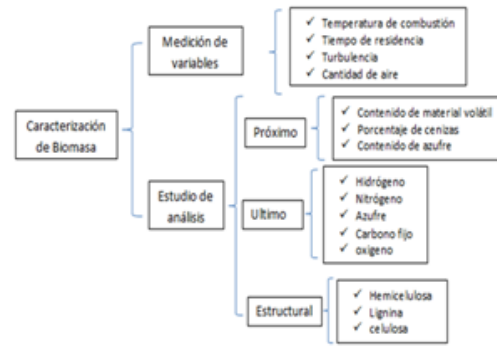 Caracterización
de Biomasa
Medición de
variables
✓ Temperatura de combustión
✓ Tiempo de residencia
✓ Turbulencia
✓ Cantidad de aire
Estudio de
análisis
Próximo
✓ Contenido de material volátil
✓ Porcentaje de cenizas
✓ Contenido de azufre
Ultimo
✓ Hidrógeno
✓ Nitrógeno
✓ Azufre
✓ Carbono fijo
✓ oxigeno
Estructural
✓ Hemicelulosa
✓ Lignina
✓ celulosa